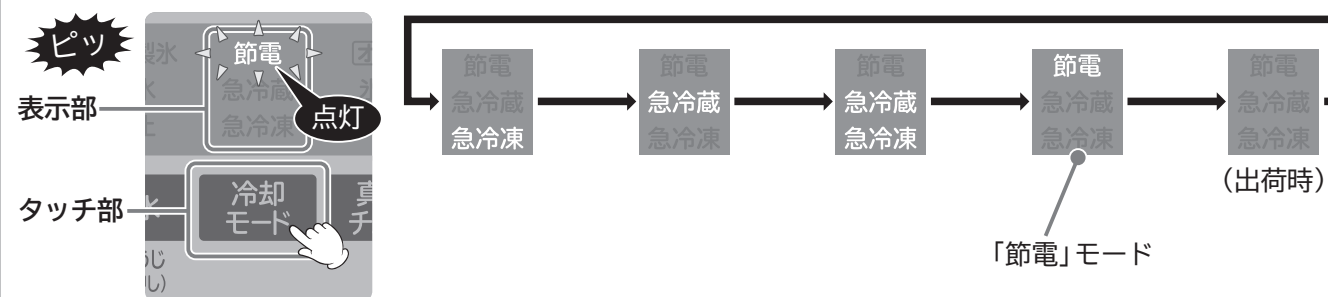 ピッ
製氷
節電
急冷蔵
急冷凍
点灯
表示部
タッチ部
冷却
モード
節電
急冷蔵
急冷凍
節電
急冷蔵
急冷凍
節電
急冷蔵
急冷凍
節電
急冷蔵
急冷凍
節電
急冷蔵
急冷凍
(出荷時)
「節電」モード